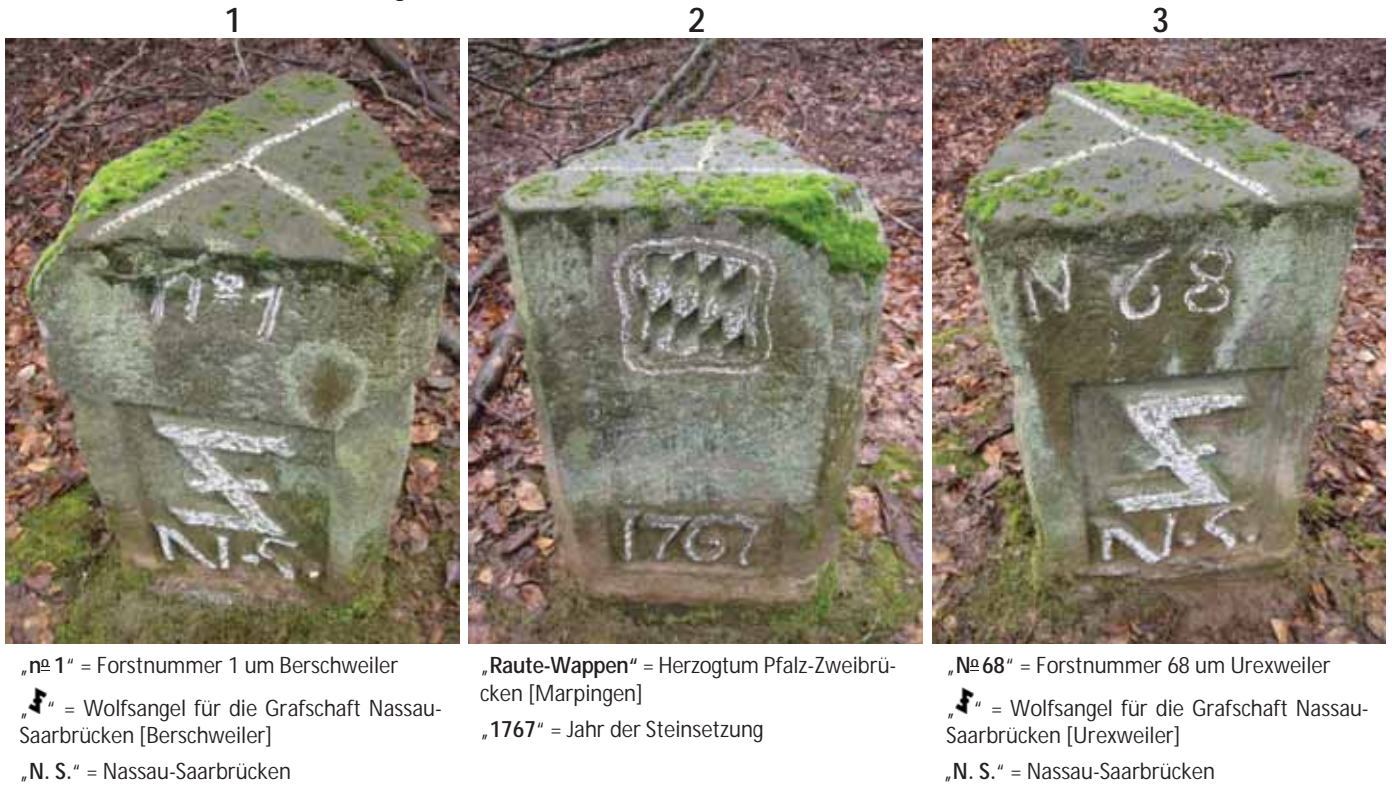 1
2
3
nº 1
N. S.
1767
N 68
N. S.
„nº 1“ = Forstnummer 1 um Berschweiler
„ “ = Wolfsangel für die Grafschaft Nassau-
Saarbrücken [Berschweiler]
„N. S.“ = Nassau-Saarbrücken
„Raute-Wappen“ = Herzogtum Pfalz-Zweibrü-
cken [Marpingen]
„1767“ = Jahr der Steinsetzung
„Nº 68“ = Forstnummer 68 um Urexweiler
„ “ = Wolfsangel für die Grafschaft Nassau-
Saarbrücken [Urexweiler]
„N. S.“ = Nassau-Saarbrücken